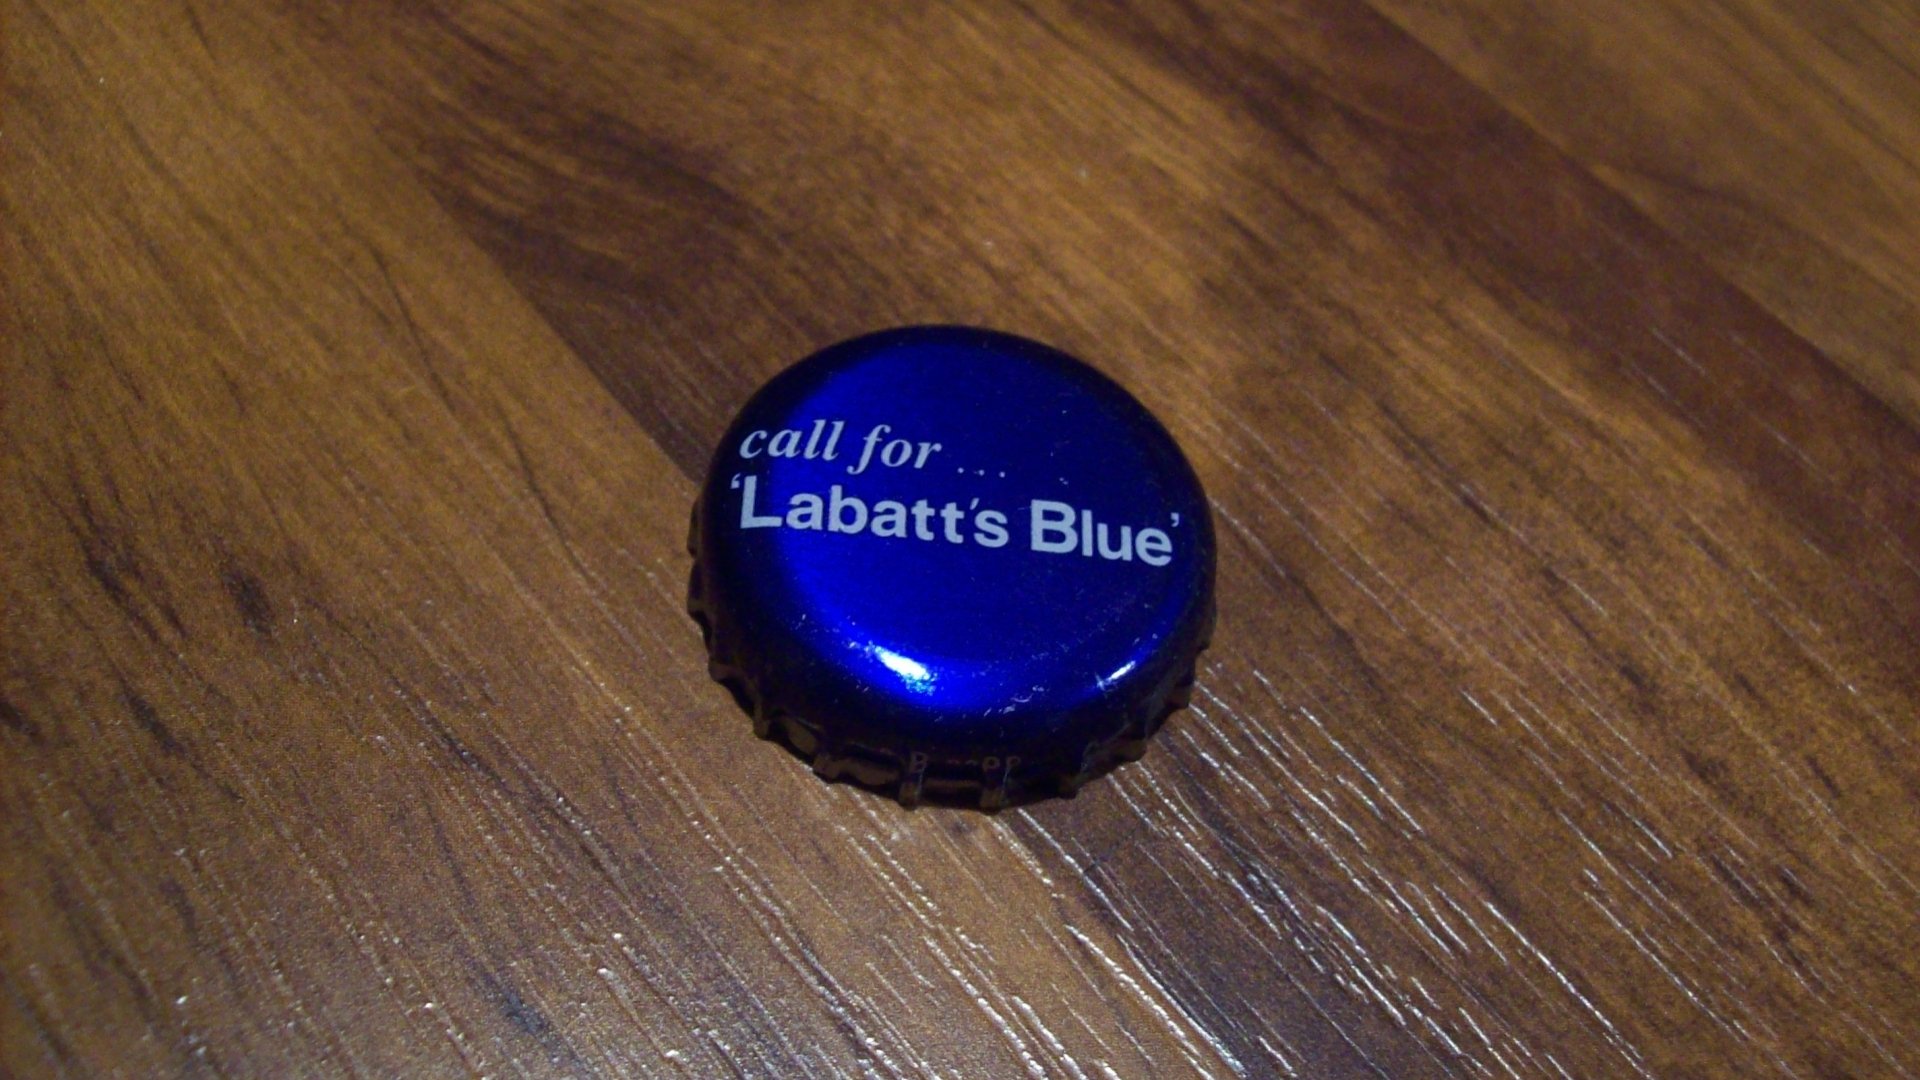 call for ...
‘Labatt's Blue’